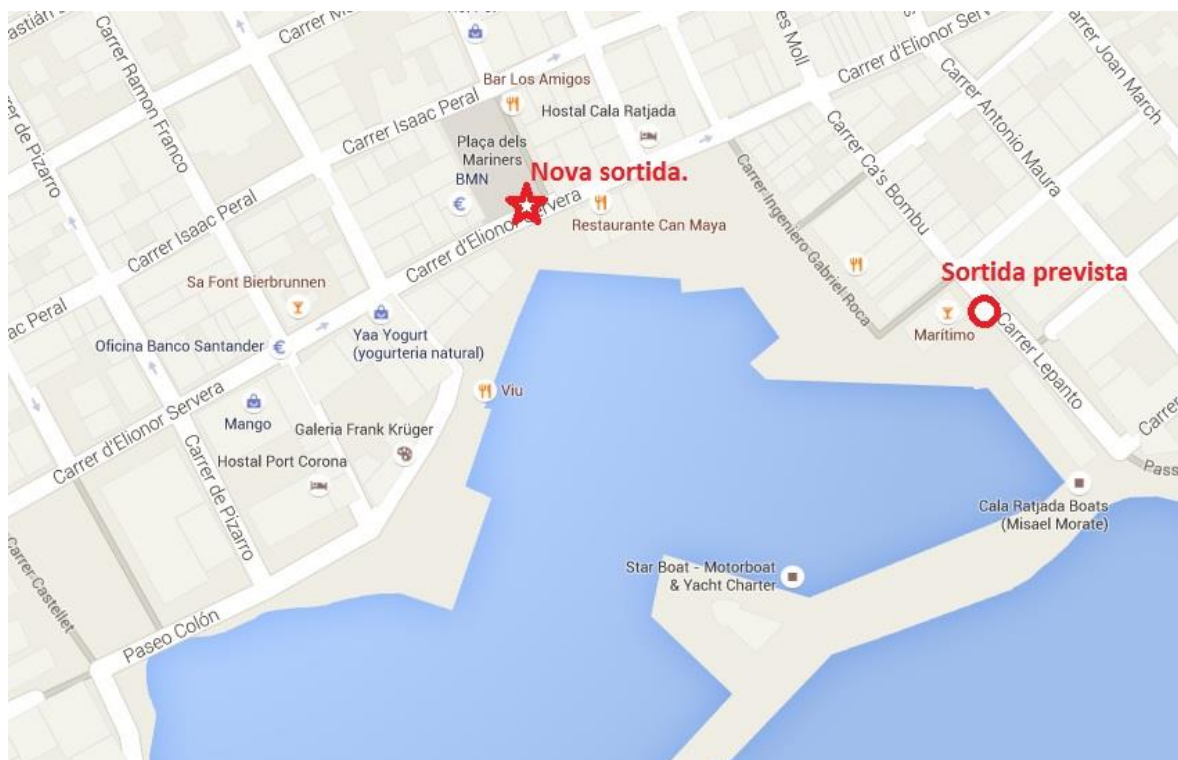 Carrer Ramon Franco
Carrer Isaac Peral
Bar Los Amigos
Hostal Cala Ratjada
es Moll
Carrer d'Elionor Servera
Carrer Antonio Maura
arrer Joan March
rer de Pizarro
Plaça dels
Mariners
BMN
Nova sortida.
Carrer Ca's Bombu
Carrer Isaac Peral
Carrer d'Elionor Servera
Restaurante Can Maya
Carrer Ingeniero Gabriel Roca
Sortida prevista
Sa Font Bierbrunnen
ac Peral
Oficina Banco Santander
Yaa Yogurt
(yogurteria natural)
Marítimo
Carrer Lepanto
Viu
Mango
Galeria Frank Krüger
Carrer d'Elionor Servera
Hostal Port Corona
Carrer de Pizarro
Carrer
Pass
Cala Ratjada Boats
(Misael Morate)
Star Boat - Motorboat
& Yacht Charter
Carrer Castellet
Paseo Colón